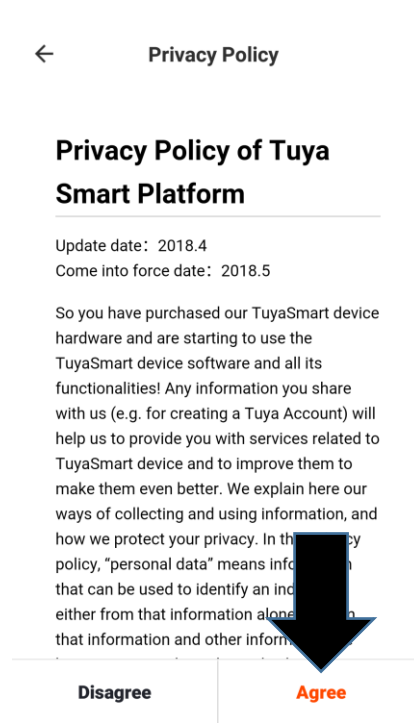 Privacy Policy
Privacy Policy of Tuya
Smart Platform
Update date：2018.4
Come into force date：2018.5
So you have purchased our TuyaSmart device
hardware and are starting to use the
TuyaSmart device software and all its
functionalities! Any information you share
with us (e.g. for creating a Tuya Account) will
help us to provide you with services related to
TuyaSmart device and to improve them to
make them even better. We explain here our
ways of collecting and using information, and
how we protect your privacy. In
policy, “personal data” means
that can be used to identify an
either from that information
that information and other
Disagree
Agree